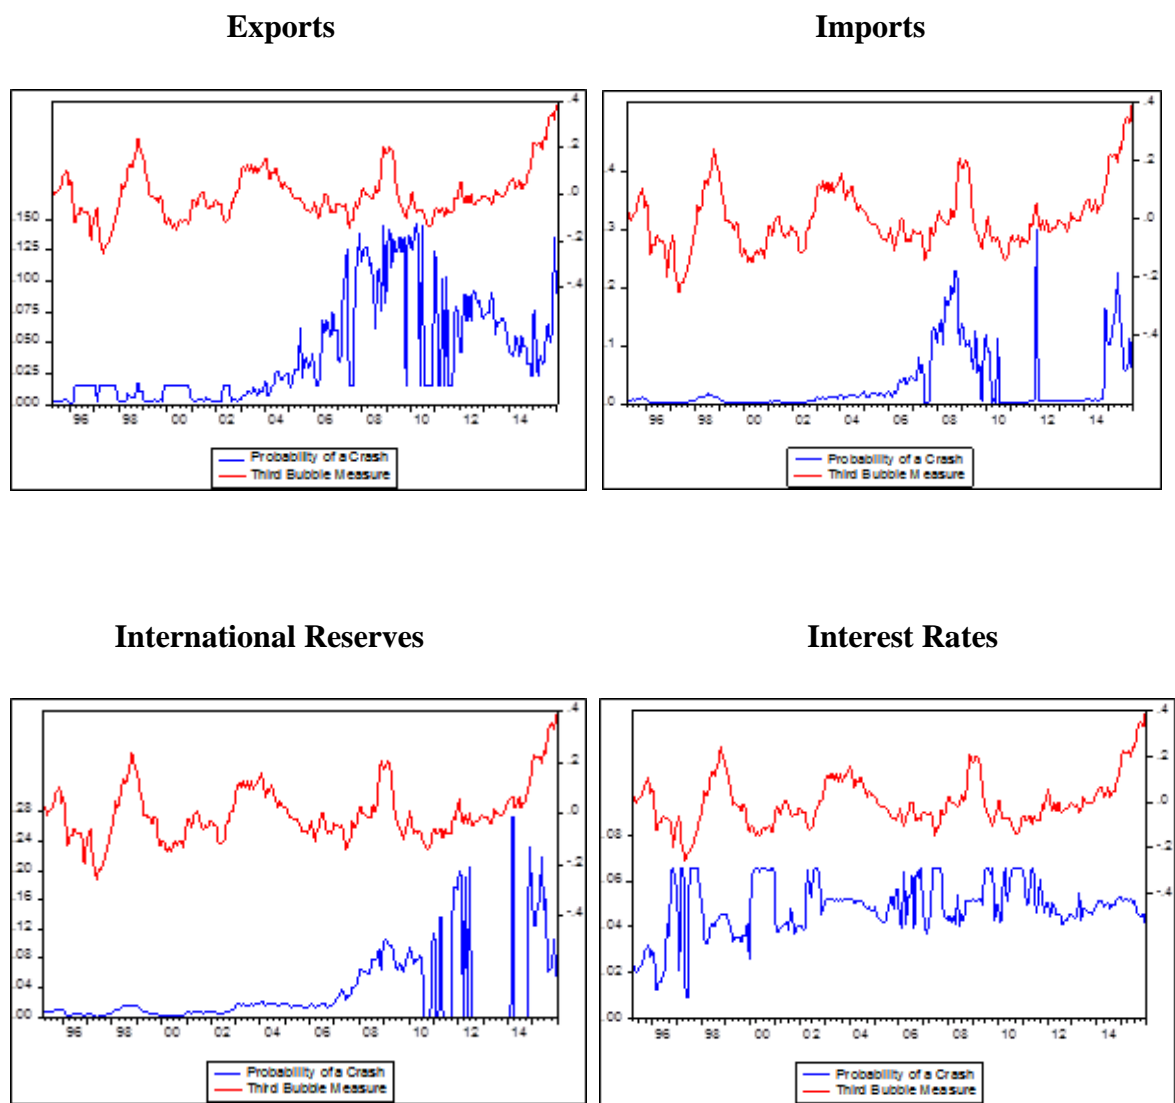 Exports
Imports
.4
.2
.0
-.2
-.4
.150
.125
.100
.075
.050
.025
.000
96 98 00 02 04 06 08 10 12 14
Probability of a Crash
Third Bubble Measure
.4
.2
.0
-.2
-.4
.4
.3
.2
.1
.0
96 98 00 02 04 06 08 10 12 14
Probability of a Crash
Third Bubble Measure
International Reserves
Interest Rates
.4
.2
.0
-.2
-.4
.28
.24
.20
.16
.12
.08
.04
.00
96 98 00 02 04 06 08 10 12 14
Probability of a Crash
Third Bubble Measure
.4
.2
.0
-.2
-.4
.08
.06
.04
.02
.00
96 98 00 02 04 06 08 10 12 14
Probability of a Crash
Third Bubble Measure